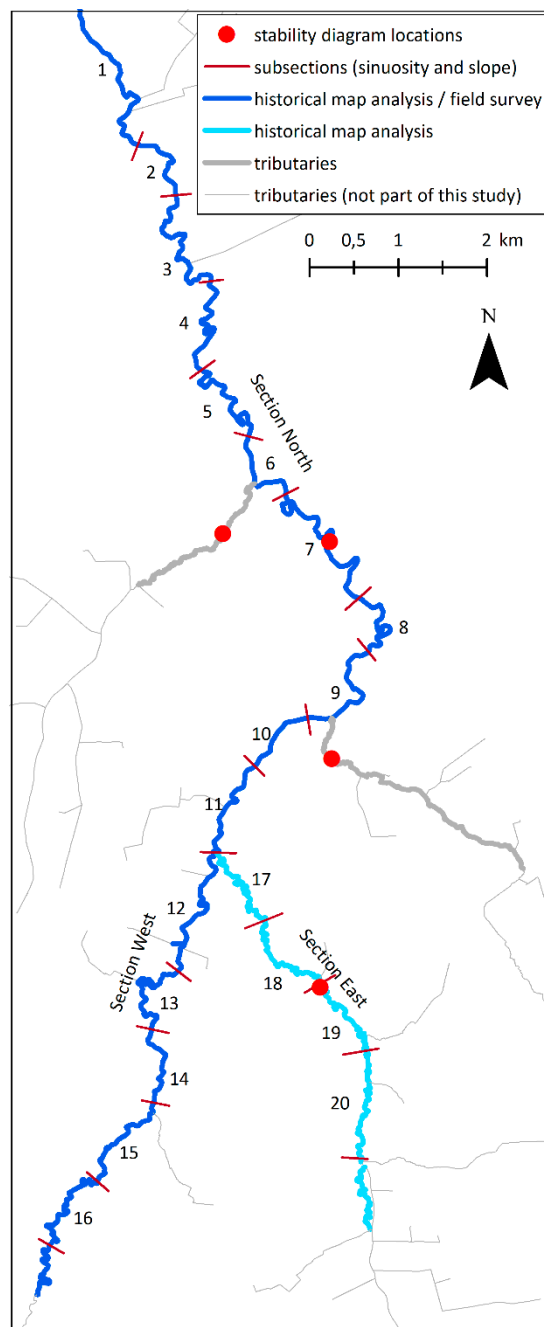 1
stability diagram locations
subsections (sinuosity and slope)
historical map analysis / field survey
historical map analysis
tributaries
tributaries (not part of this study)
2
0 0,5 1 2 km
3
4
N
5
Section North
6
7
8
9
10
11
17
12
Section West
Section East
18
13
19
14
20
15
16